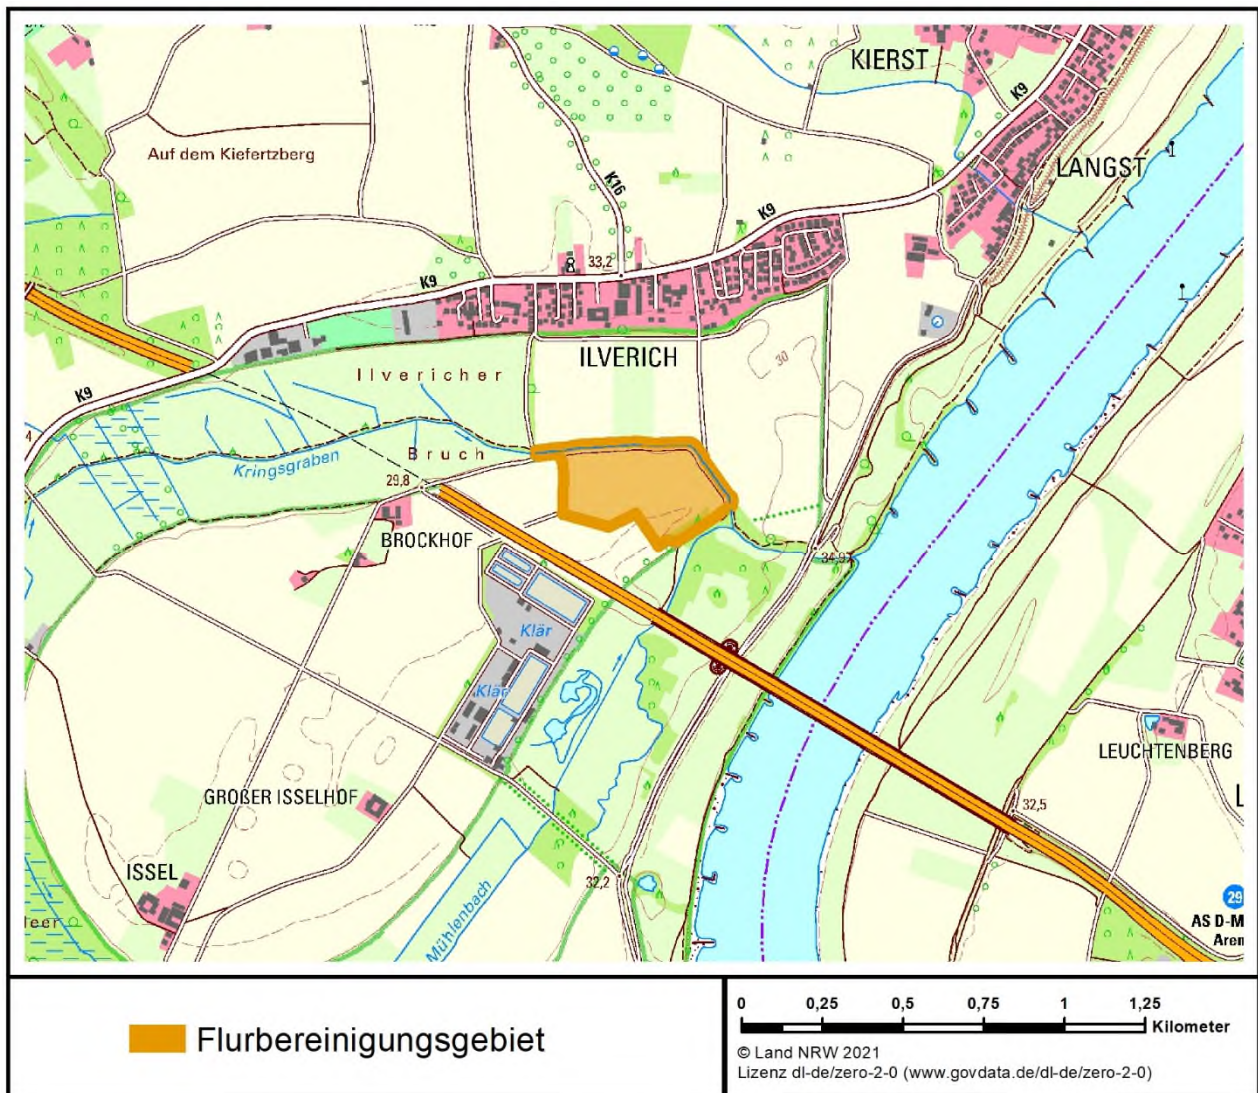 KIERST
K9
LANGST
Auf dem Kiefertzberg
K16
K9
33,2
K9
30
ILVERICH
Ilvericher
K9
4
Kringsgraben
Bruch
29,8
BROCKHOF
34,9
Klär
Klär
LEUCHTENBERG
GROßER ISSELHOF
32,5
L
ISSEL
32,2
29
AS D-M
Aren
Mühlenbach
Flurbereinigungsgebiet
0 0,25 0,5 0,75 1 1,25
Kilometer
© Land NRW 2021
Lizenz dl-de/zero-2-0 (www.govdata.de/dl-de/zero-2-0)